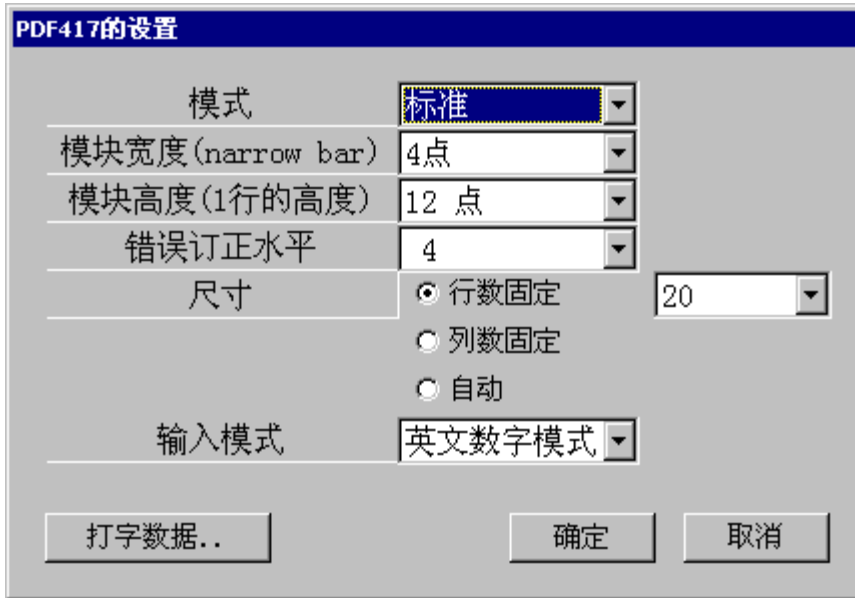 PDF417的设置
模式 标准
模块宽度(narrow bar) 4点
模块高度(1行的高度) 12 点
错误订正水平 4
尺寸 行数固定 20
列数固定
自动
输入模式 英文数字模式
打字数据.. 确定 取消